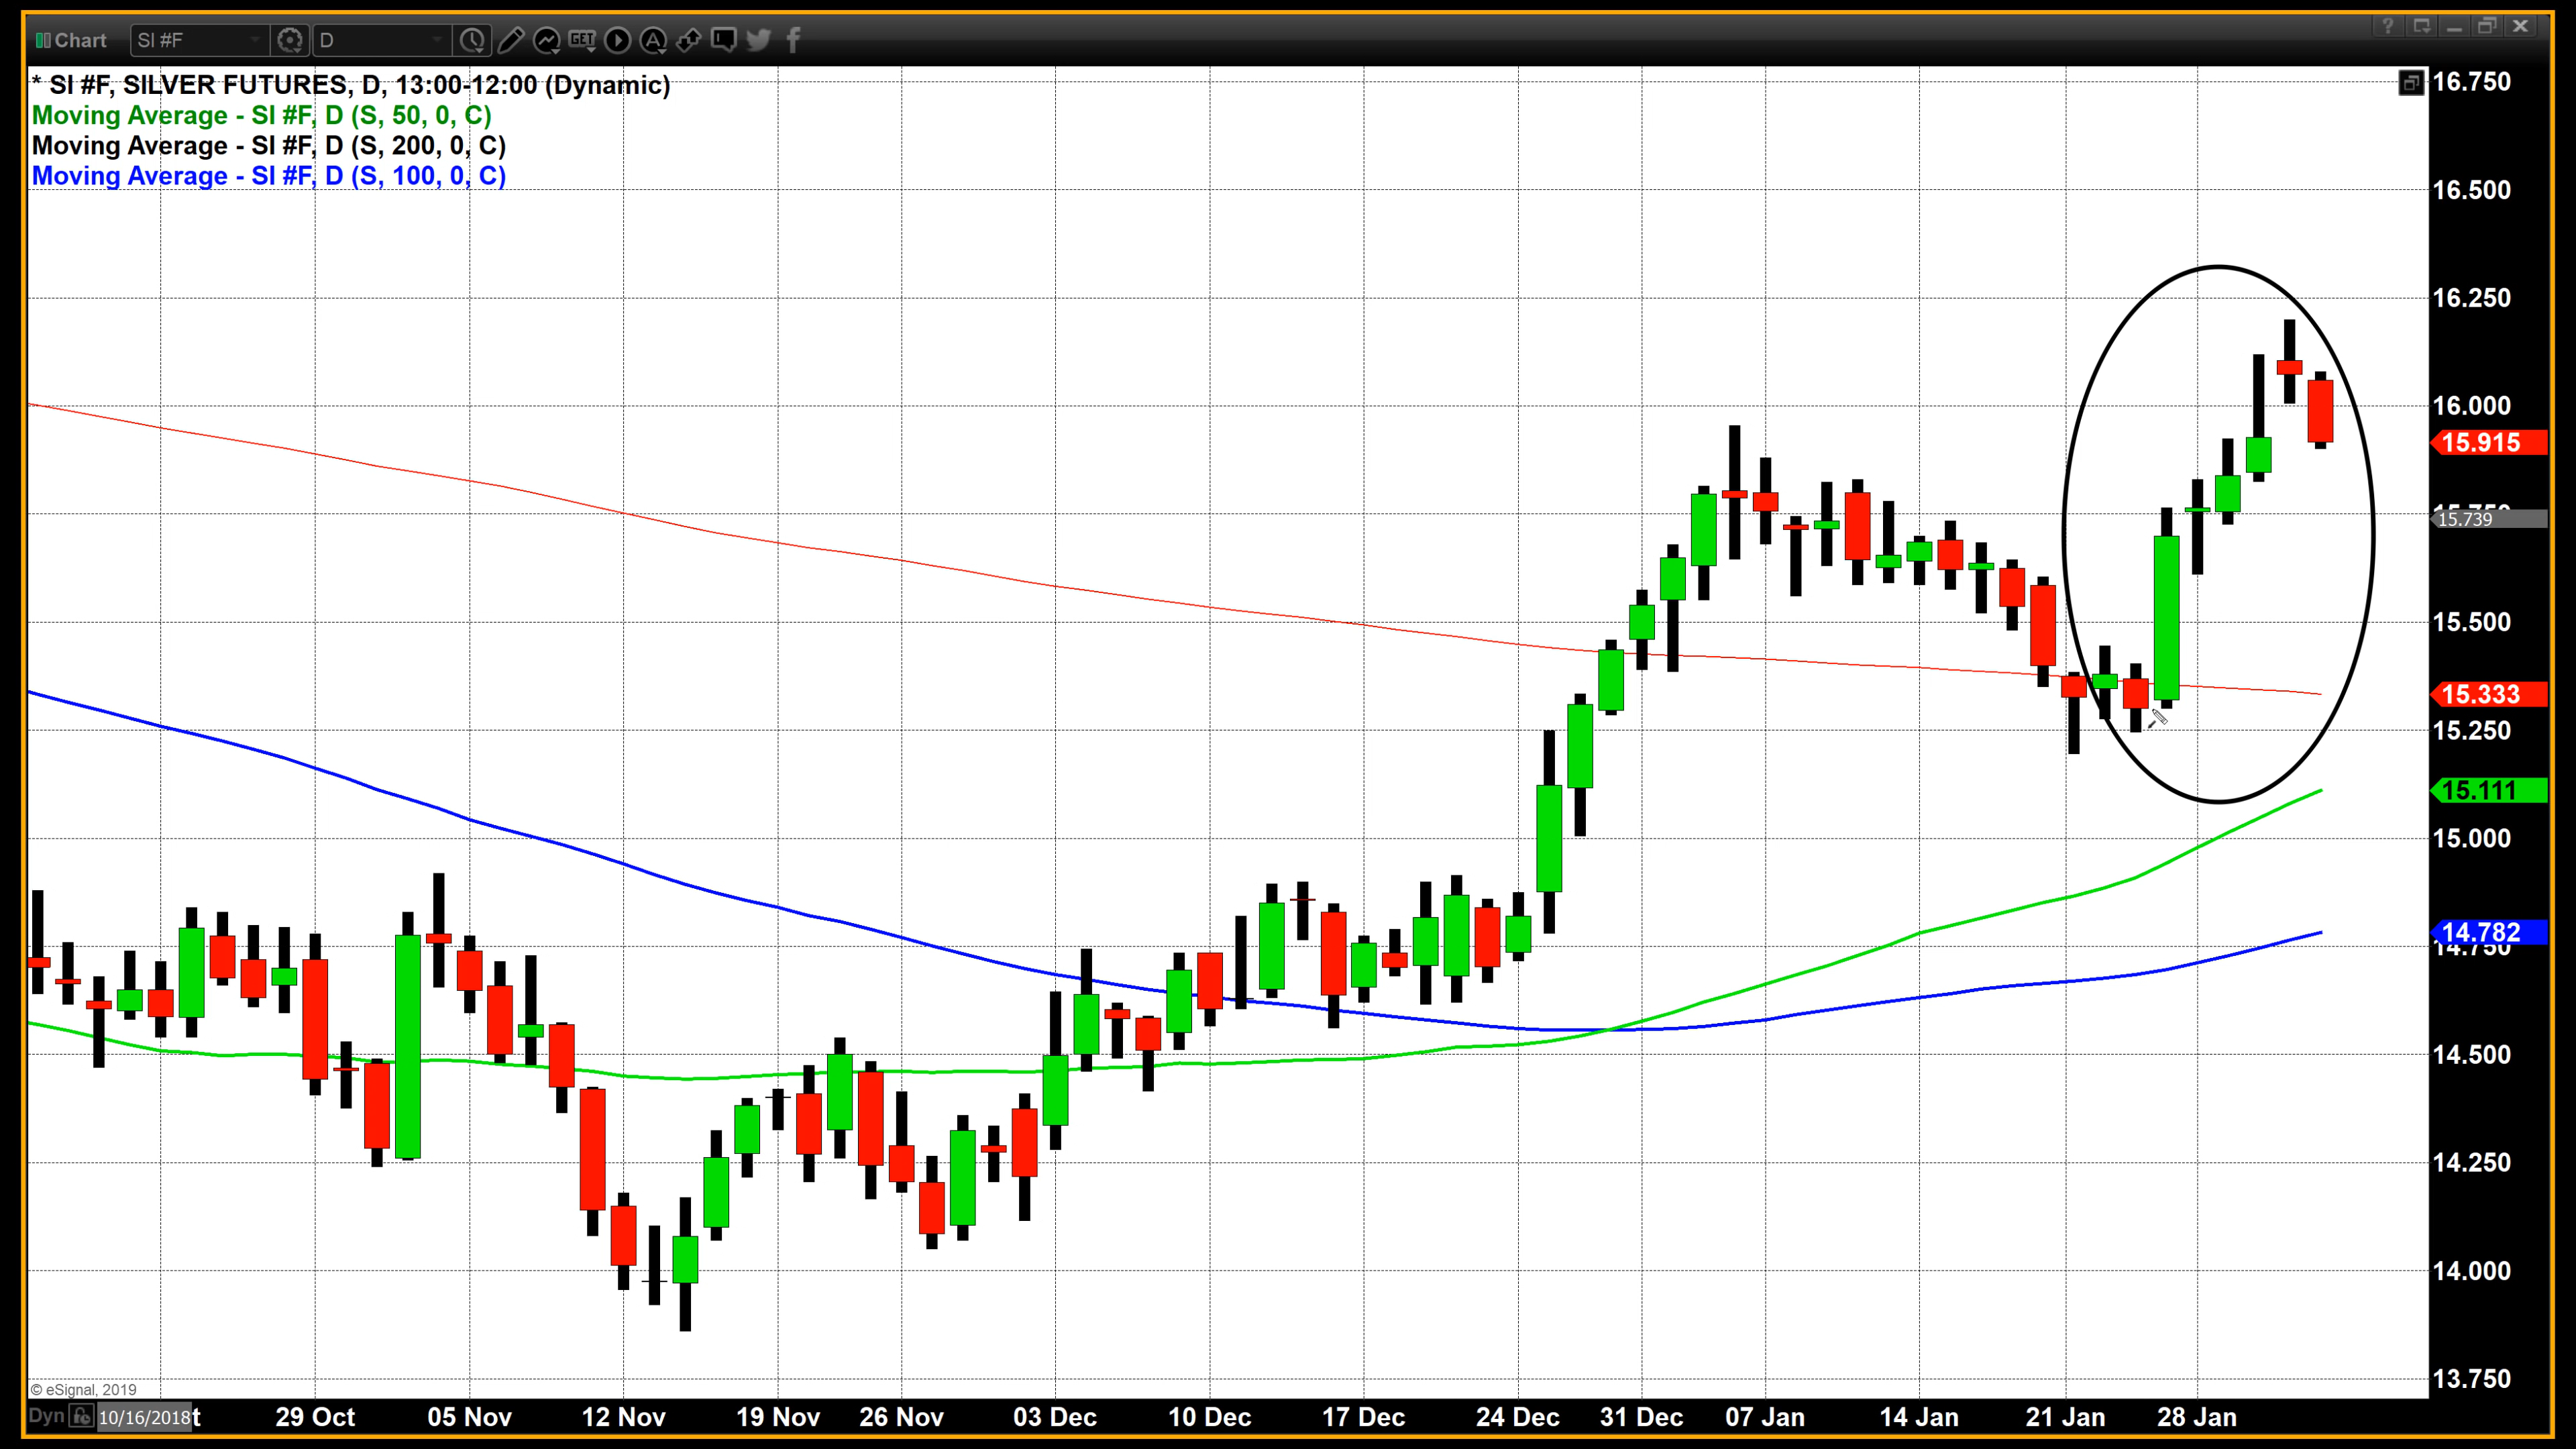 Chart SI #F D GET
* SI #F, SILVER FUTURES, D, 13:00-12:00 (Dynamic)
Moving Average - SI #F, D (S, 50, 0, C)
Moving Average - SI #F, D (S, 200, 0, C)
Moving Average - SI #F, D (S, 100, 0, C)
16.750
16.500
16.250
16.000
15.915
15.739
15.500
15.333
15.250
15.111
15.000
14.782
14.750
14.500
14.250
14.000
13.750
© eSignal, 2019
Dyn 10/16/2018 29 Oct 05 Nov 12 Nov 19 Nov 26 Nov 03 Dec 10 Dec 17 Dec 24 Dec 31 Dec 07 Jan 14 Jan 21 Jan 28 Jan